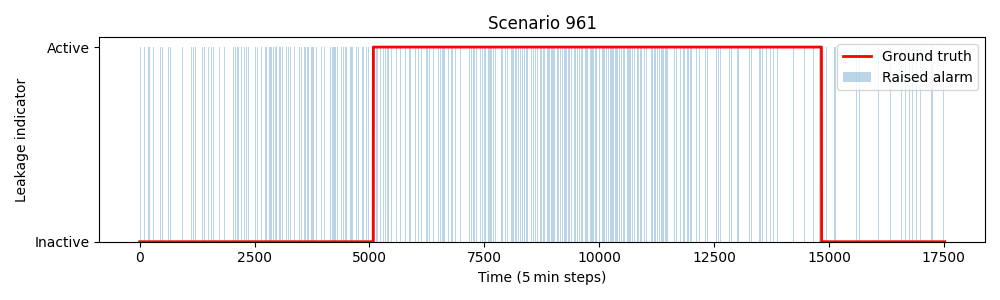 Scenario 961
Active
Inactive
Leakage indicator
Ground truth
Raised alarm
0
2500
5000
7500
10000
12500
15000
17500
Time (5 min steps)